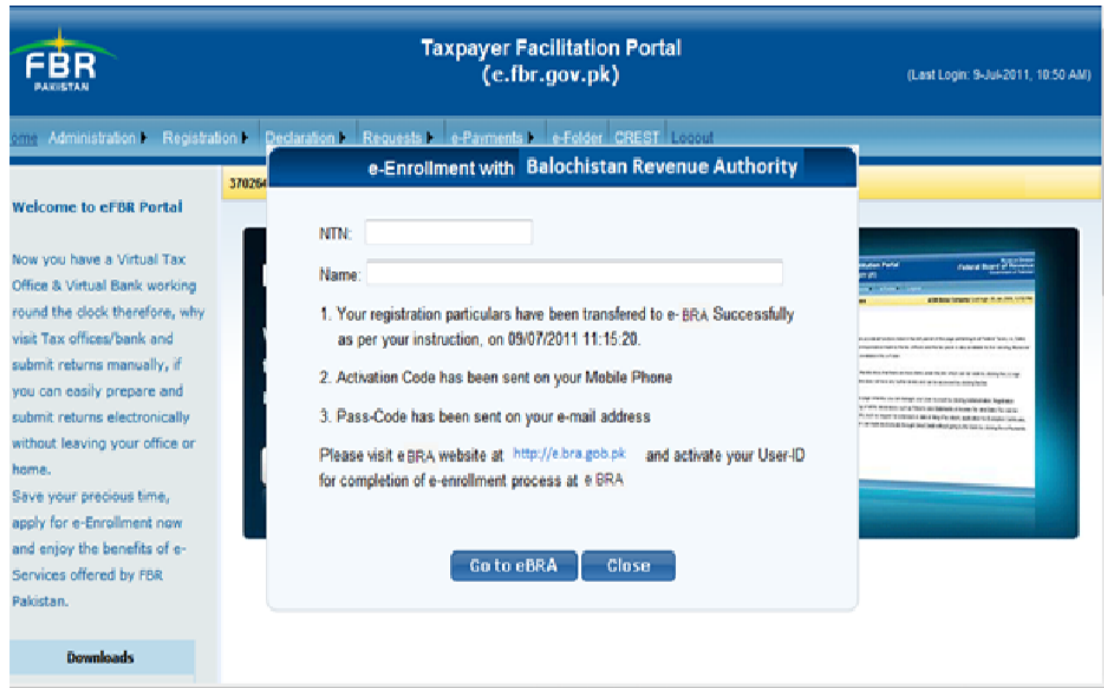 FBR
PAKISTAN
Taxpayer Facilitation Portal
(e.fbr.gov.pk)
(Last Login: 9-Jul-2011, 10:50 AM)
ome Administration Registration Declaration Requests e-Payments e-Folder CREST Logout
37026
e-Enrollment with Balochistan Revenue Authority
Welcome to eFBR Portal
Now you have a Virtual Tax
Office & Virtual Bank working
round the clock therefore, why
visit Tax offices/bank and
submit returns manually, if
you can easily prepare and
submit returns electronically
without leaving your office or
home.
Save your precious time,
apply for e-Enrollment now
and enjoy the benefits of e-
Services offered by FBR
Pakistan.
Downloads
NTN:
Name:
1. Your registration particulars have been transfered to e- BRA Successfully
as per your instruction, on 09/07/2011 11:15:20.
2. Activation Code has been sent on your Mobile Phone
3. Pass-Code has been sent on your e-mail address
Please visit e BRA website at http://e.bra.gob.pk and activate your User-ID
for completion of e-enrollment process at e BRA
Go to eBRA Close